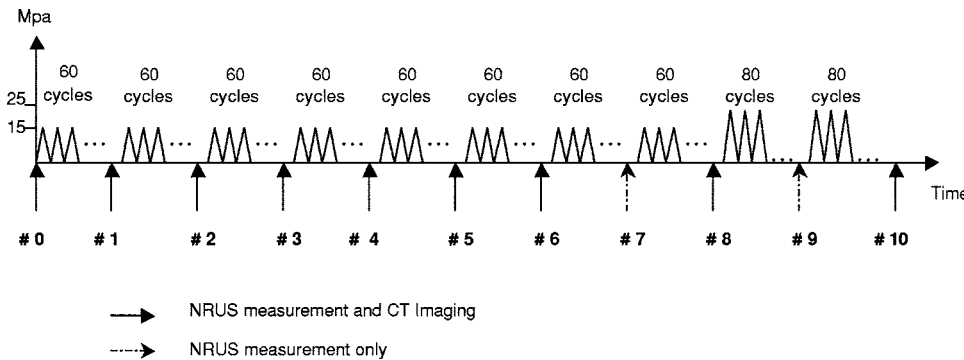 Mpa
60 60 60 60 60 60 60 60 80 80
cycles cycles cycles cycles cycles cycles cycles cycles cycles cycles
25
15
Time
# 0 # 1 # 2 # 3 # 4 # 5 # 6 # 7 # 8 # 9 # 10
NRUS measurement and CT Imaging
NRUS measurement only